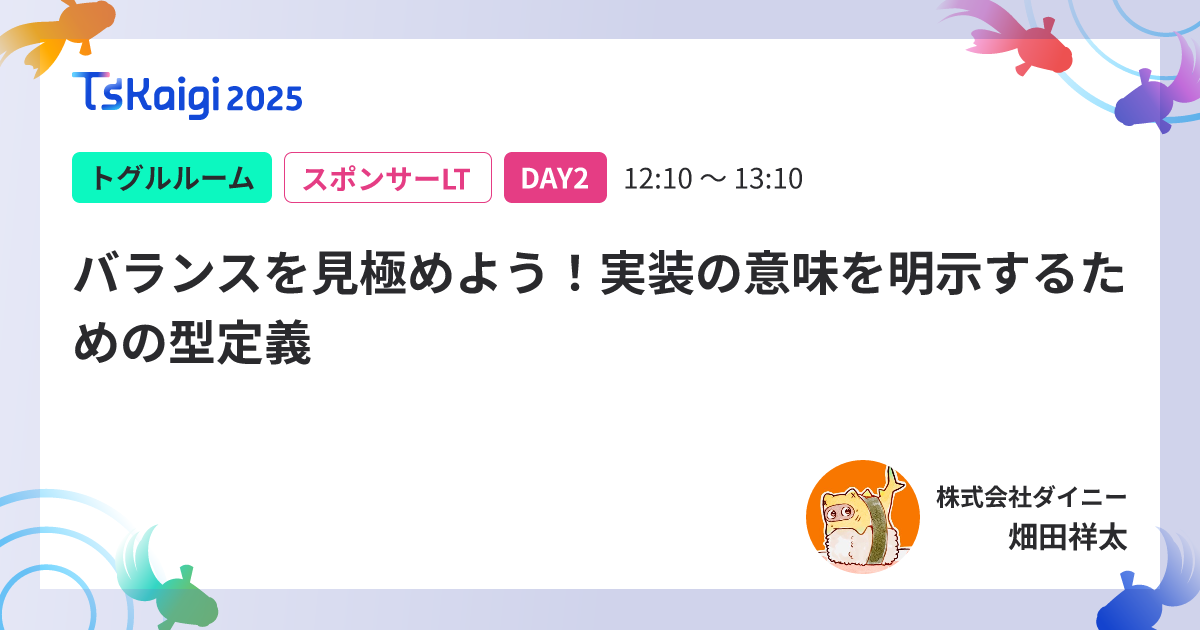 TSKaigi 2025
トグルルーム スポンサーLT DAY2 12:10 〜 13:10
バランスを見極めよう！実装の意味を明示するた
めの型定義
株式会社ダイニー
畑田祥太